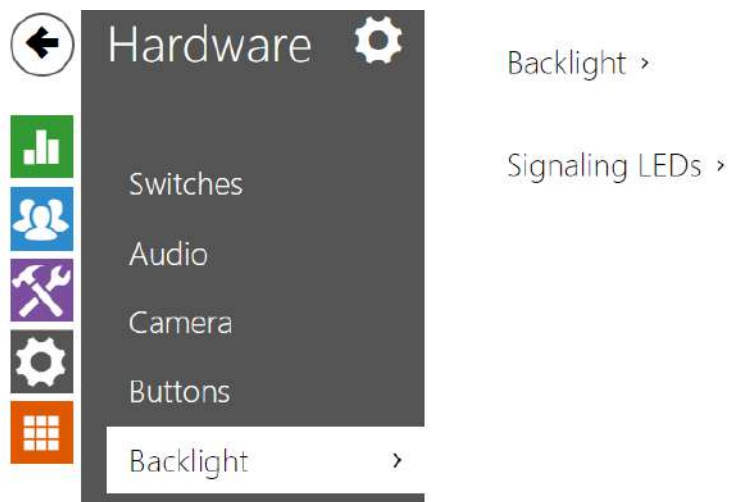 Hardware
Switches
Audio
Camera
Buttons
Backlight ›
Backlight ›
Signaling LEDs ›